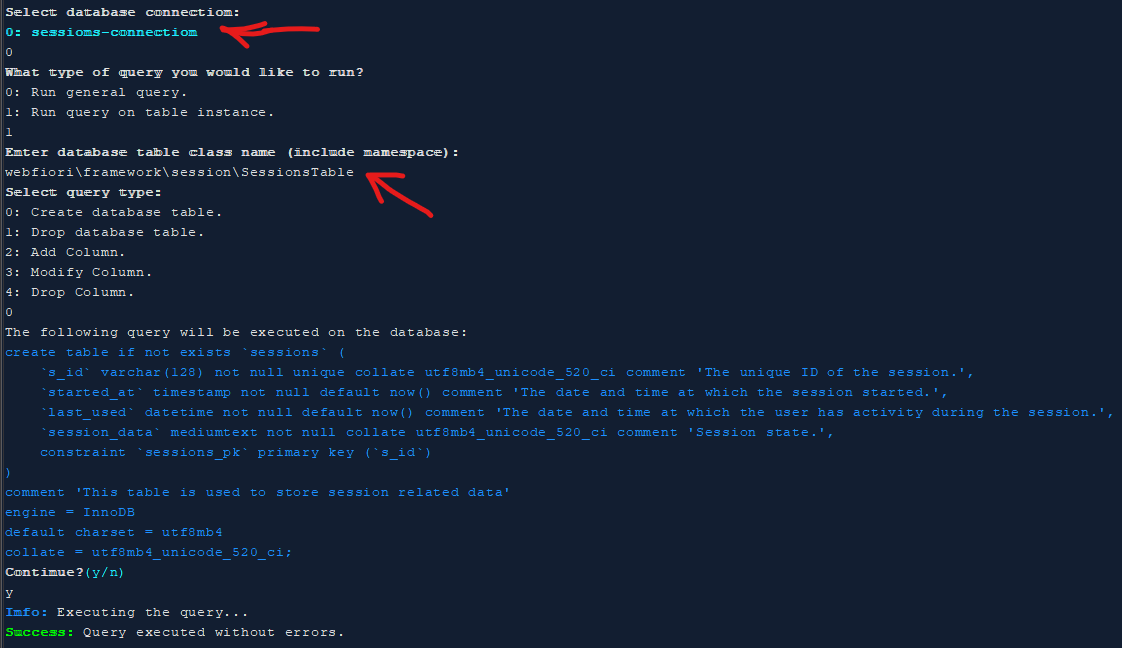 Select database connection:
0: sessions-connection
0
What type of query you would like to run?
0: Run general query.
1: Run query on table instance.
1
Enter database table class name (include namespace):
webfiori\framework\session\SessionsTable
Select query type:
0: Create database table.
1: Drop database table.
2: Add Column.
3: Modify Column.
4: Drop Column.
0
The following query will be executed on the database:
create table if not exists `sessions` (
    `s_id` varchar(128) not null unique collate utf8mb4_unicode_520_ci comment 'The unique ID of the session.',
    `started_at` timestamp not null default now() comment 'The date and time at which the session started.',
    `last_used` datetime not null default now() comment 'The date and time at which the user has activity during the session.',
    `session_data` mediumtext not null collate utf8mb4_unicode_520_ci comment 'Session state.',
    constraint `sessions_pk` primary key (`s_id`)
)
comment 'This table is used to store session related data'
engine = InnoDB
default charset = utf8mb4
collate = utf8mb4_unicode_520_ci;
Continue?(y/n)
y
Info: Executing the query...
Success: Query executed without errors.